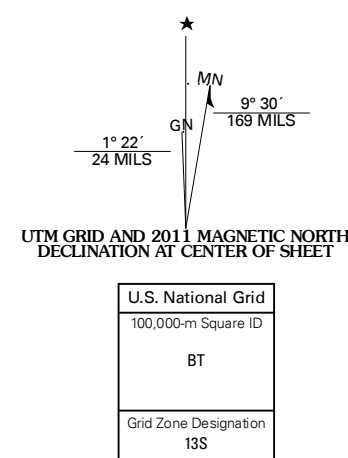 MN
9° 30´
169 MILS
GN
1° 22´
24 MILS
UTM GRID AND 2011 MAGNETIC NORTH
DECLINATION AT CENTER OF SHEET
U.S. National Grid
100,000-m Square ID
BT
Grid Zone Designation
13S